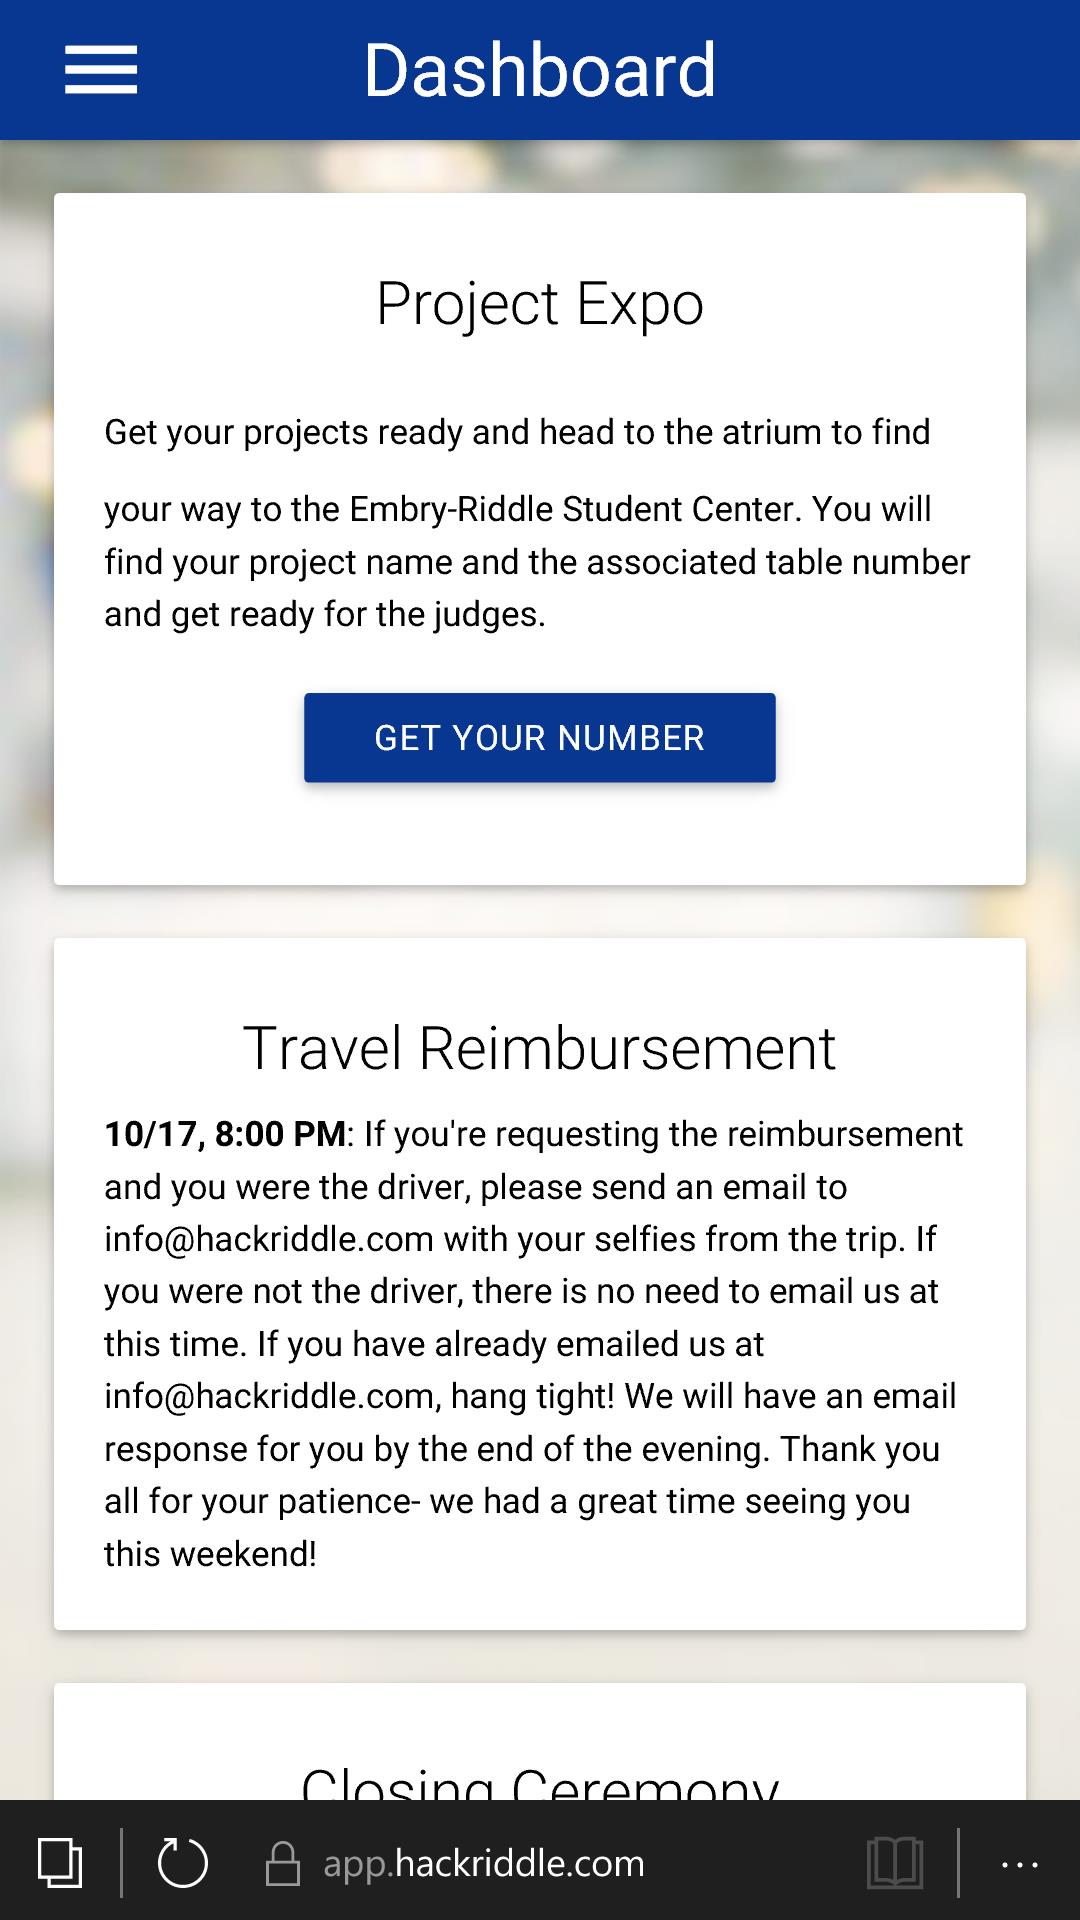 Dashboard
Project Expo
Get your projects ready and head to the atrium to find
your way to the Embry-Riddle Student Center. You will
find your project name and the associated table number
and get ready for the judges.
GET YOUR NUMBER
Travel Reimbursement
10/17, 8:00 PM: If you're requesting the reimbursement
and you were the driver, please send an email to
info@hackriddle.com with your selfies from the trip. If
you were not the driver, there is no need to email us at
this time. If you have already emailed us at
info@hackriddle.com, hang tight! We will have an email
response for you by the end of the evening. Thank you
all for your patience- we had a great time seeing you
this weekend!
Closing Ceremony
app.hackriddle.com